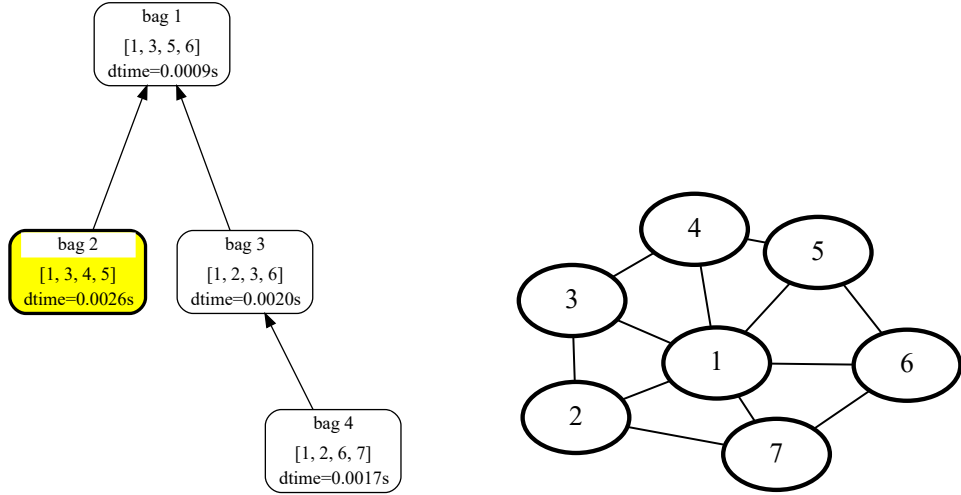 bag 1
[1, 3, 5, 6]
dtime=0.0009s
bag 2
[1, 3, 4, 5]
dtime=0.0026s
bag 3
[1, 2, 3, 6]
dtime=0.0020s
bag 4
[1, 2, 6, 7]
dtime=0.0017s
4
5
3
1
6
2
7